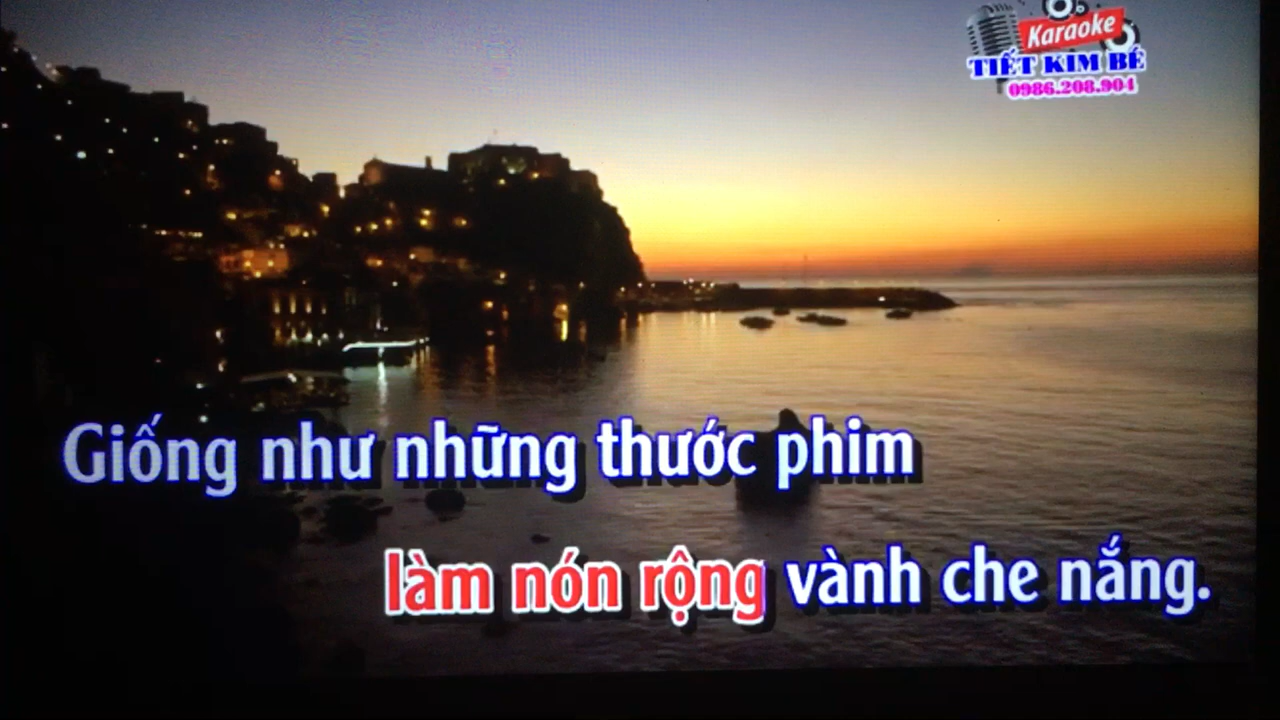 Karaoke
TIẾT KIM BÉ
0986.208.904
Giống như những thước phim
làm nón rộng vành che nắng.